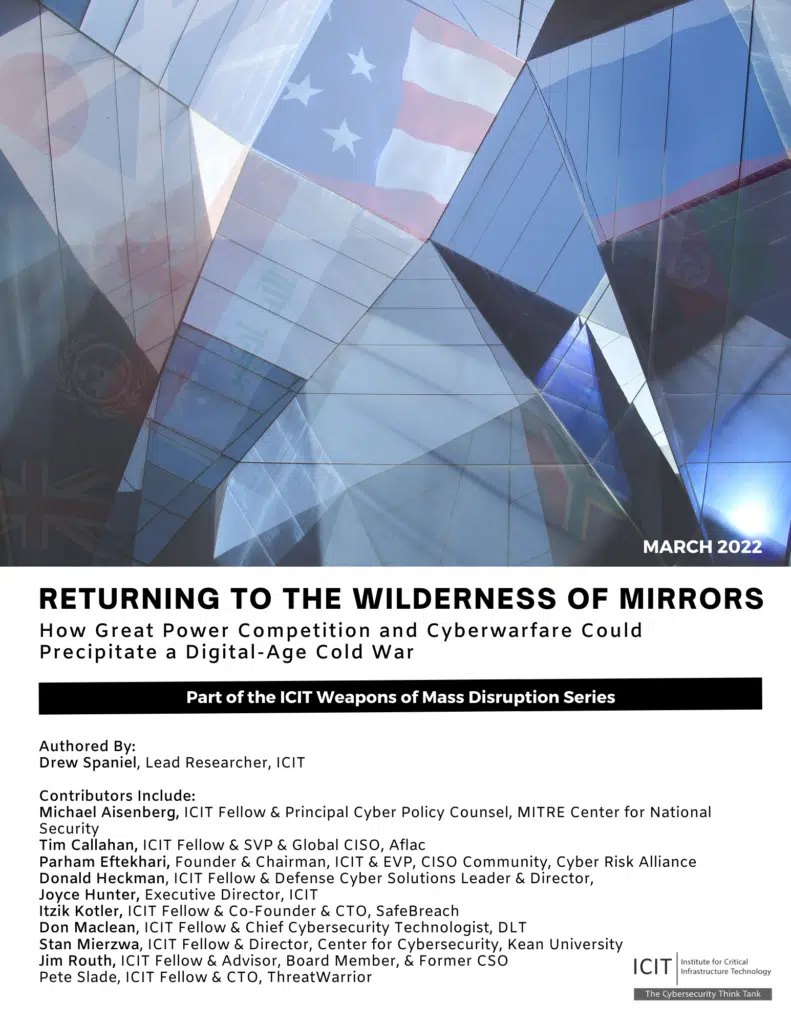 MARCH 2022
RETURNING TO THE WILDERNESS OF MIRRORS
How Great Power Competition and Cyberwarfare Could
Precipitate a Digital-Age Cold War
Part of the ICIT Weapons of Mass Disruption Series
Authored By:
Drew Spaniel, Lead Researcher, ICIT
Contributors Include:
Michael Aisenberg, ICIT Fellow & Principal Cyber Policy Counsel, MITRE Center for National
Security
Tim Callahan, ICIT Fellow & SVP & Global CISO, Aflac
Parham Eftekhari, Founder & Chairman, ICIT & EVP, CISO Community, Cyber Risk Alliance
Donald Heckman, ICIT Fellow & Defense Cyber Solutions Leader & Director,
Joyce Hunter, Executive Director, ICIT
Itzik Kotler, ICIT Fellow & Co-Founder & CTO, SafeBreach
Don Maclean, ICIT Fellow & Chief Cybersecurity Technologist, DLT
Stan Mierzwa, ICIT Fellow & Director, Center for Cybersecurity, Kean University
Jim Routh, ICIT Fellow & Advisor, Board Member, & Former CSO
Pete Slade, ICIT Fellow & CTO, ThreatWarrior
ICIT
Institute for Critical
Infrastructure Technology
The Cybersecurity Think Tank